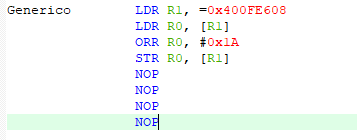 Generico LDR R1, =0x400FE608
LDR R0, [R1]
ORR R0, #0x1A
STR R0, [R1]
NOP
NOP
NOP
NOP